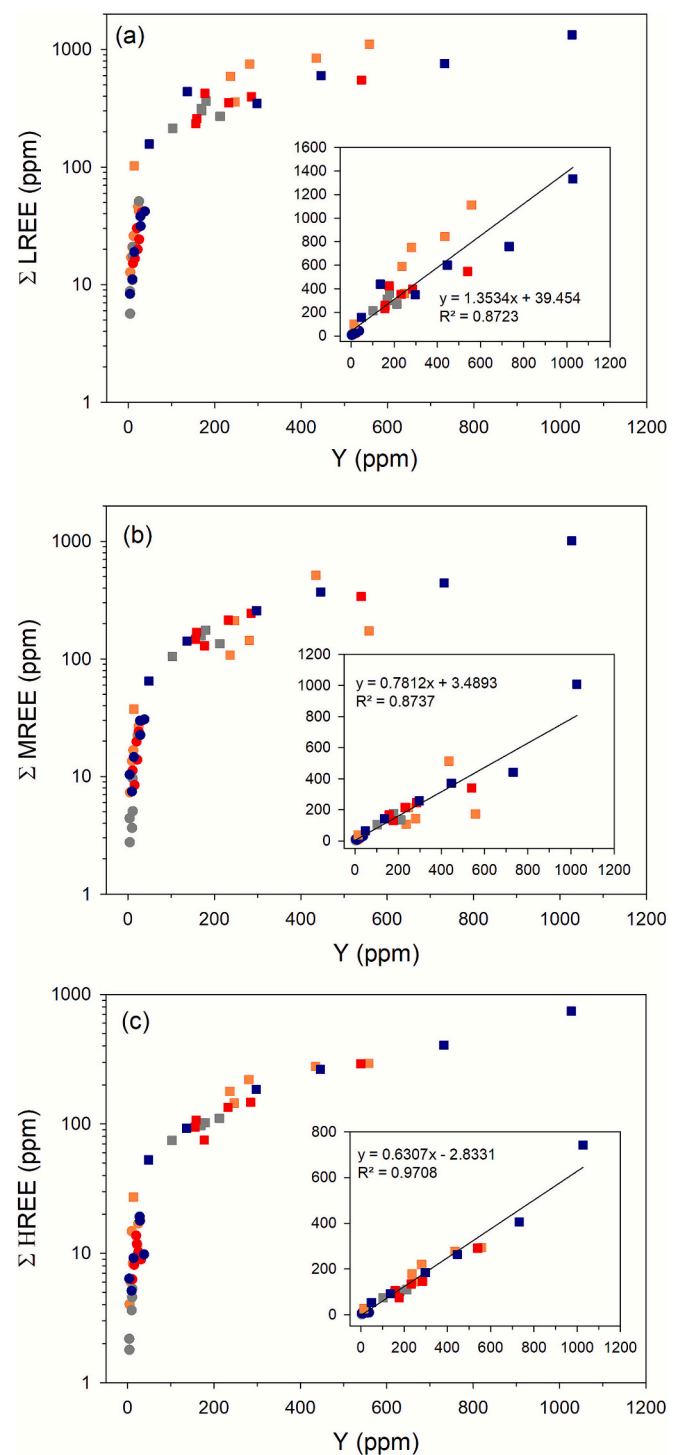 (a)
1000
100
10
1
Σ LREE (ppm)
1600
1400
1200
1000
800
600
400
200
0
y = 1.3534x + 39.454
R² = 0.8723
0 200 400 600 800 1000 1200
0 200 400 600 800 1000 1200
Y (ppm)
(b)
1000
100
10
1
Σ MREE (ppm)
1200
1000
800
600
400
200
0
y = 0.7812x + 3.4893
R² = 0.8737
0 200 400 600 800 1000 1200
0 200 400 600 800 1000 1200
Y (ppm)
(c)
1000
100
10
1
Σ HREE (ppm)
800
600
400
200
0
y = 0.6307x - 2.8331
R² = 0.9708
0 200 400 600 800 1000 1200
0 200 400 600 800 1000 1200
Y (ppm)